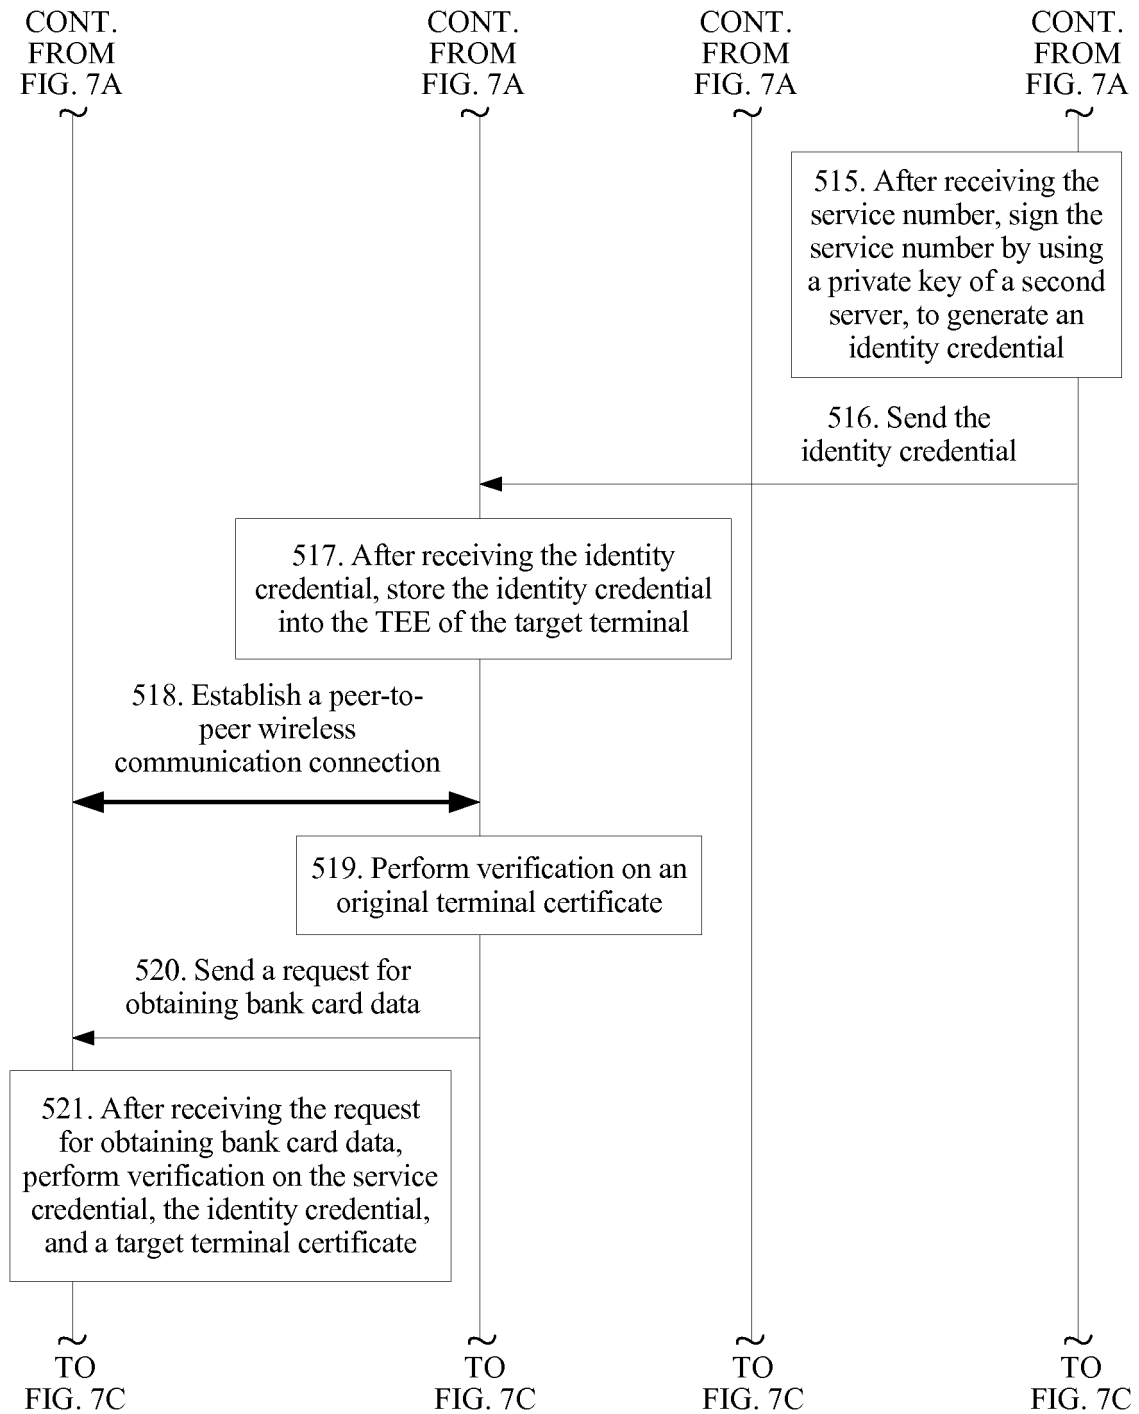 CONT.
FROM
FIG. 7A
CONT.
FROM
FIG. 7A
CONT.
FROM
FIG. 7A
CONT.
FROM
FIG. 7A
515. After receiving the
service number, sign the
service number by using
a private key of a second
server, to generate an
identity credential
516. Send the
identity credential
517. After receiving the identity
credential, store the identity credential
into the TEE of the target terminal
518. Establish a peer-to-
peer wireless
communication connection
519. Perform verification on an
original terminal certificate
520. Send a request for
obtaining bank card data
521. After receiving the request
for obtaining bank card data,
perform verification on the service
credential, the identity credential,
and a target terminal certificate
TO
FIG. 7C
TO
FIG. 7C
TO
FIG. 7C
TO
FIG. 7C